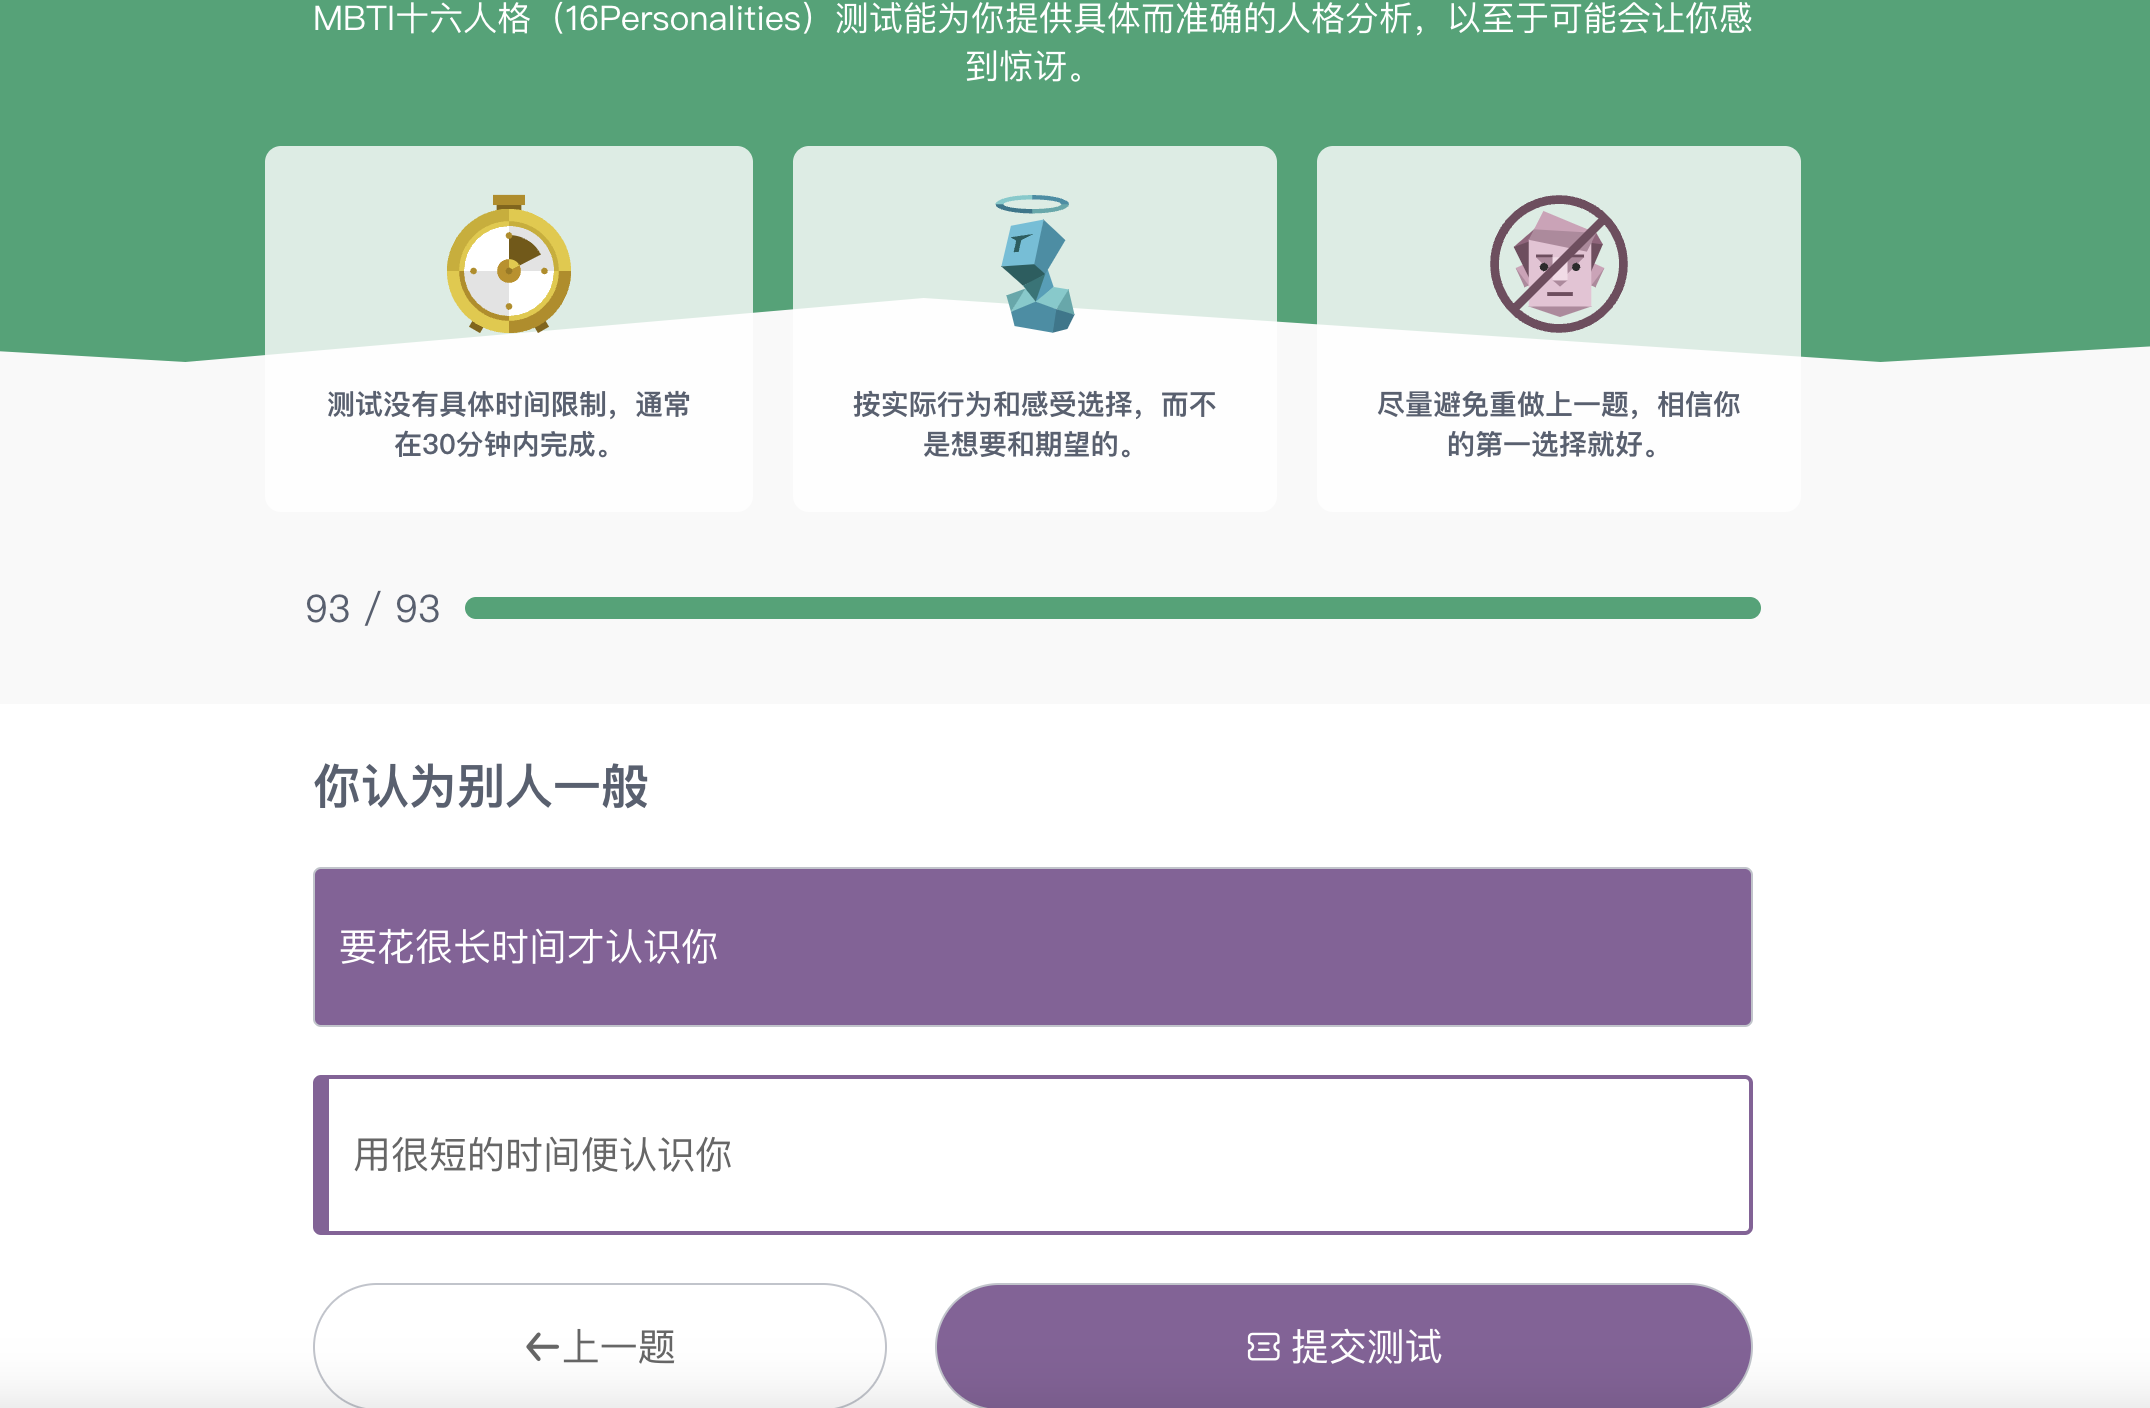 MBTI十六人格（16Personalities）测试能为你提供具体而准确的人格分析，以至于可能会让你感
到惊讶。
测试没有具体时间限制，通常
在30分钟内完成。
按实际行为和感受选择，而不
是想要和期望的。
尽量避免重做上一题，相信你
的第一选择就好。
93 / 93
你认为别人一般
要花很长时间才认识你
用很短的时间便认识你
上一题
提交测试